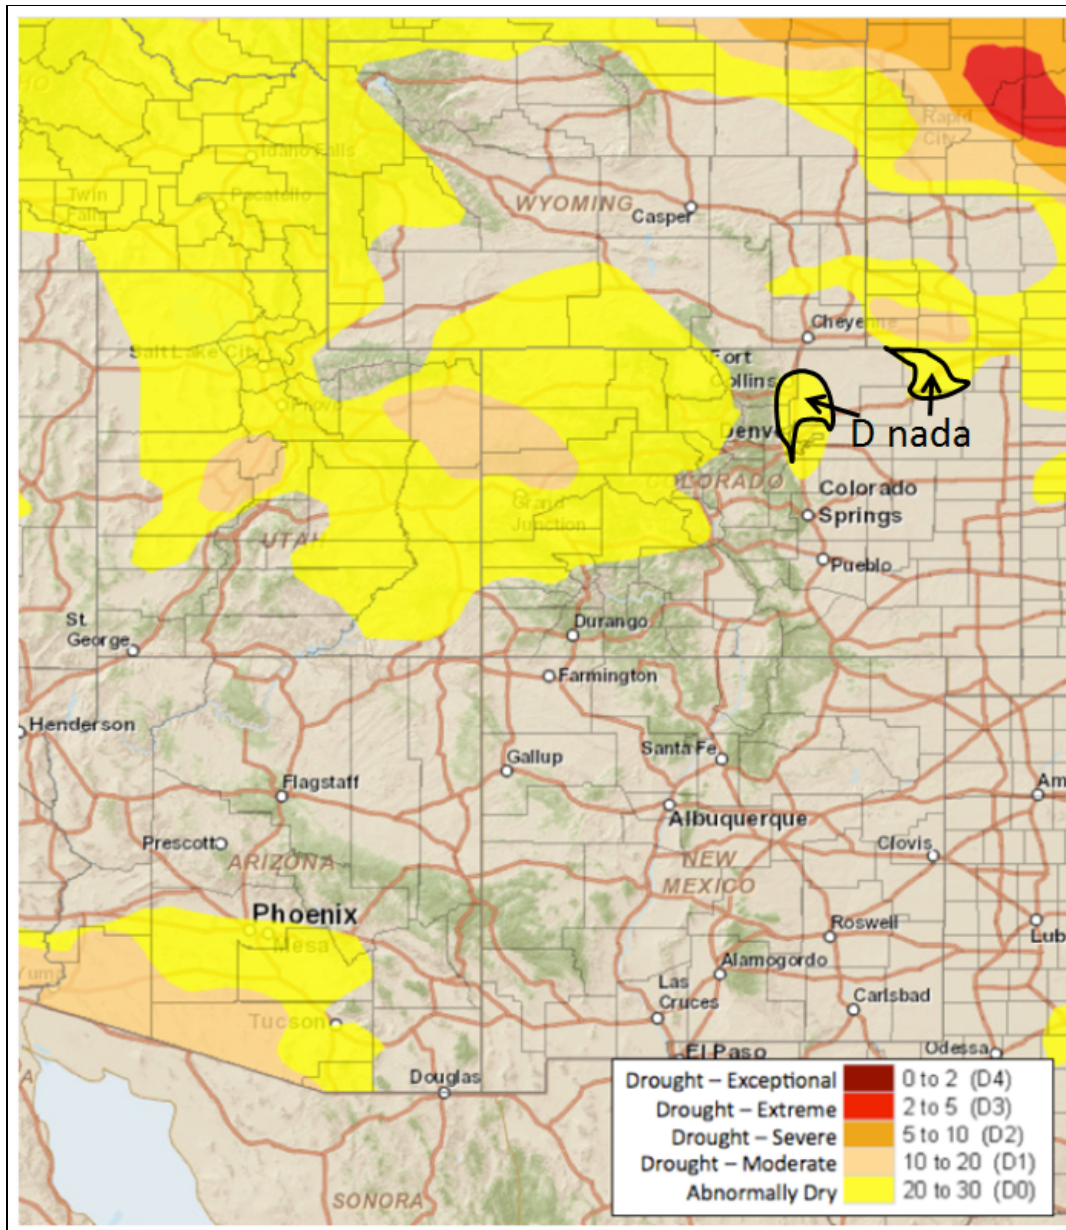 Idaho Falls
Rapid
City
Twin
Falls
Pocatello
WYOMING
Casper
Cheyenne
Salt Lake City
Fort
Collins
Provo
Denve
D nada
COLORADO
Colorado
Springs
Grand
Junction
UTAH
Pueblo
St.
George
Durango
Farmington
Henderson
Santa Fe
Gallup
Flagstaff
Am
Albuquerque
Prescott
Clovis
ARIZONA
NEW
MEXICO
Phoenix
Mesa
Roswell
Lub
Yuma
Alamogordo
Las
Cruces
Carlsbad
Tucson
El Paso
Odessa
Douglas
Drought – Exceptional 0 to 2 (D4)
Drought – Extreme 2 to 5 (D3)
Drought – Severe 5 to 10 (D2)
Drought – Moderate 10 to 20 (D1)
Abnormally Dry 20 to 30 (D0)
SONORA